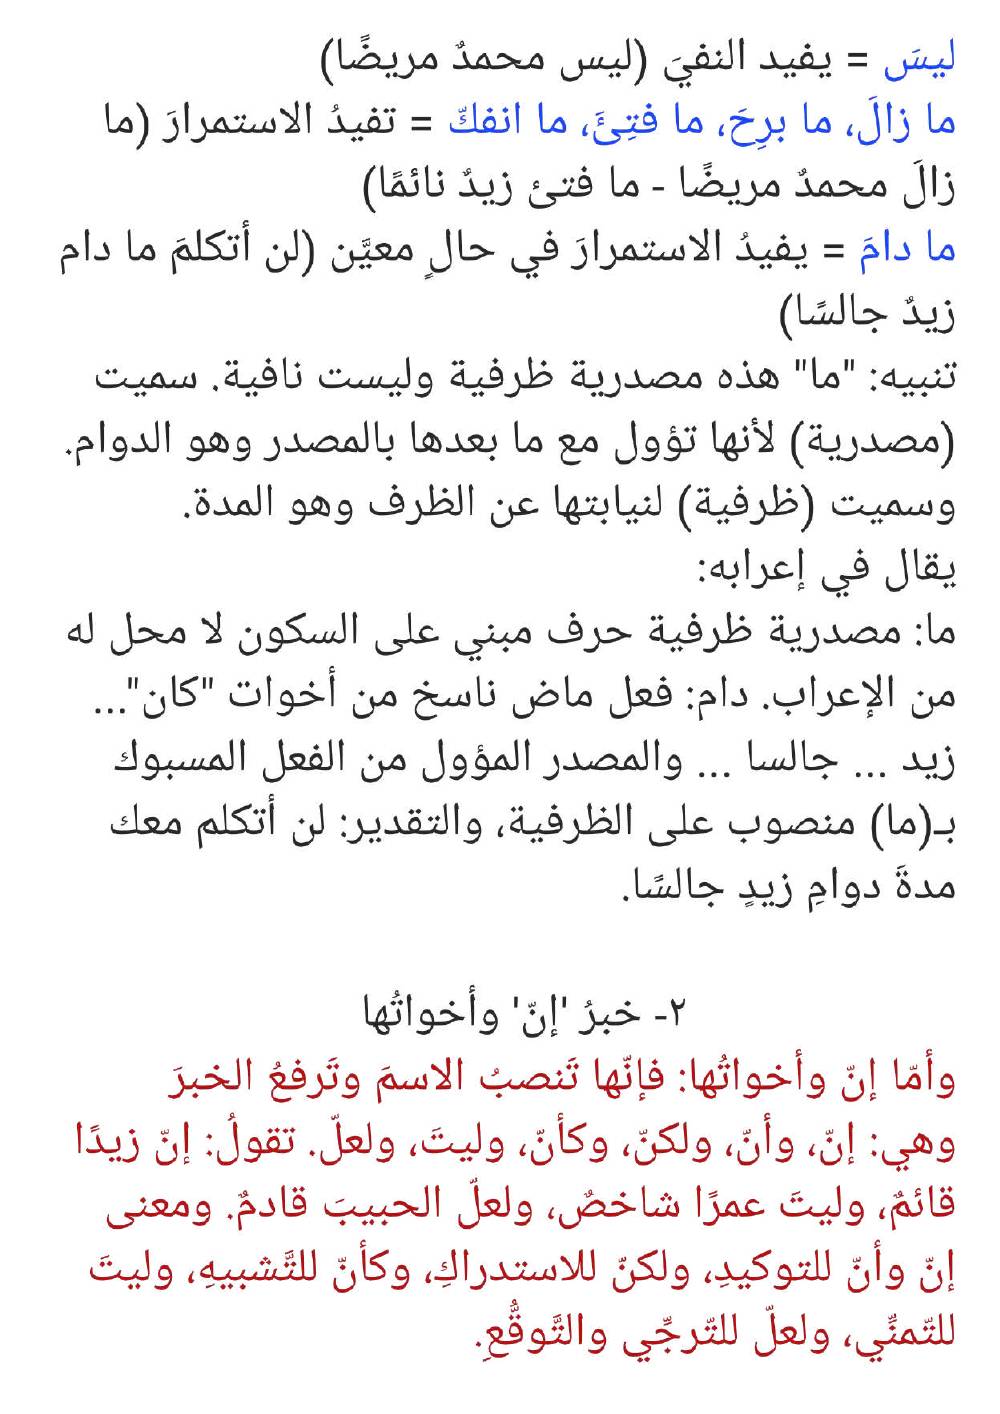 ليسَ = يفيد النفيَ (ليس محمدٌ مريضًا)
ما زالَ، ما برِحَ، ما فتِئَ، ما انفكّ = تفيدُ الاستمرارَ (ما
زالَ محمدٌ مريضًا - ما فتئ زيدٌ نائمًا)
ما دامَ = يفيدُ الاستمرارَ في حالٍ معيَّن (لن أتكلمَ ما دام
زيدٌ جالسًا)
تنبيه: "ما" هذه مصدرية ظرفية وليست نافية. سميت
(مصدرية) لأنها تؤول مع ما بعدها بالمصدر وهو الدوام.
وسميت (ظرفية) لنيابتها عن الظرف وهو المدة.
يقال في إعرابه:
ما: مصدرية ظرفية حرف مبني على السكون لا محل له
من الإعراب. دام: فعل ماض ناسخ من أخوات "كان"...
زيد ... جالسا ... والمصدر المؤول من الفعل المسبوك
بـ(ما) منصوب على الظرفية، والتقدير: لن أتكلم معك
مدةَ دوامِ زيدٍ جالسًا.
٢- خبرُ 'إنّ' وأخواتُها
وأمّا إنّ وأخواتُها: فإنّها تَنصبُ الاسمَ وتَرفعُ الخبرَ
وهي: إنّ، وأنّ، ولكنّ، وكأنّ، وليتَ، ولعلّ. تقولُ: إنّ زيدًا
قائمٌ، وليتَ عمرًا شاخصٌ، ولعلّ الحبيبَ قادمٌ. ومعنى
إنّ وأنّ للتوكيدِ، ولكنّ للاستدراكِ، وكأنّ للتَّشبيهِ، وليتَ
للتّمنِّي، ولعلّ للتّرجِّي والتَّوقُّعِ.